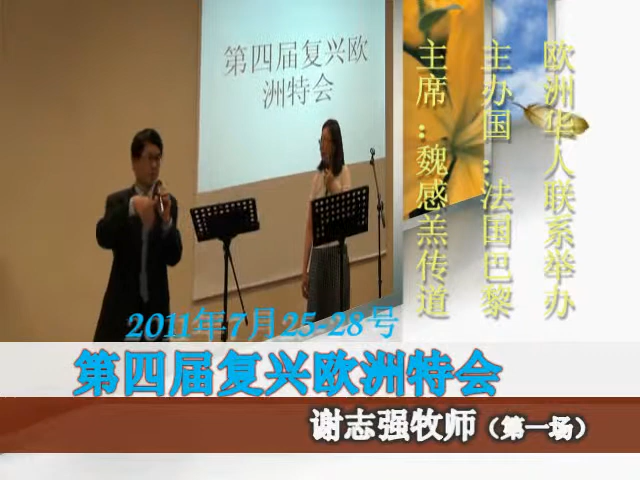 第四届复兴欧
洲特会
欧洲华人联系举办
主办国：法国巴黎
主席：魏感羔传道
2011年7月25-28号
第四届复兴欧洲特会
谢志强牧师（第一场）